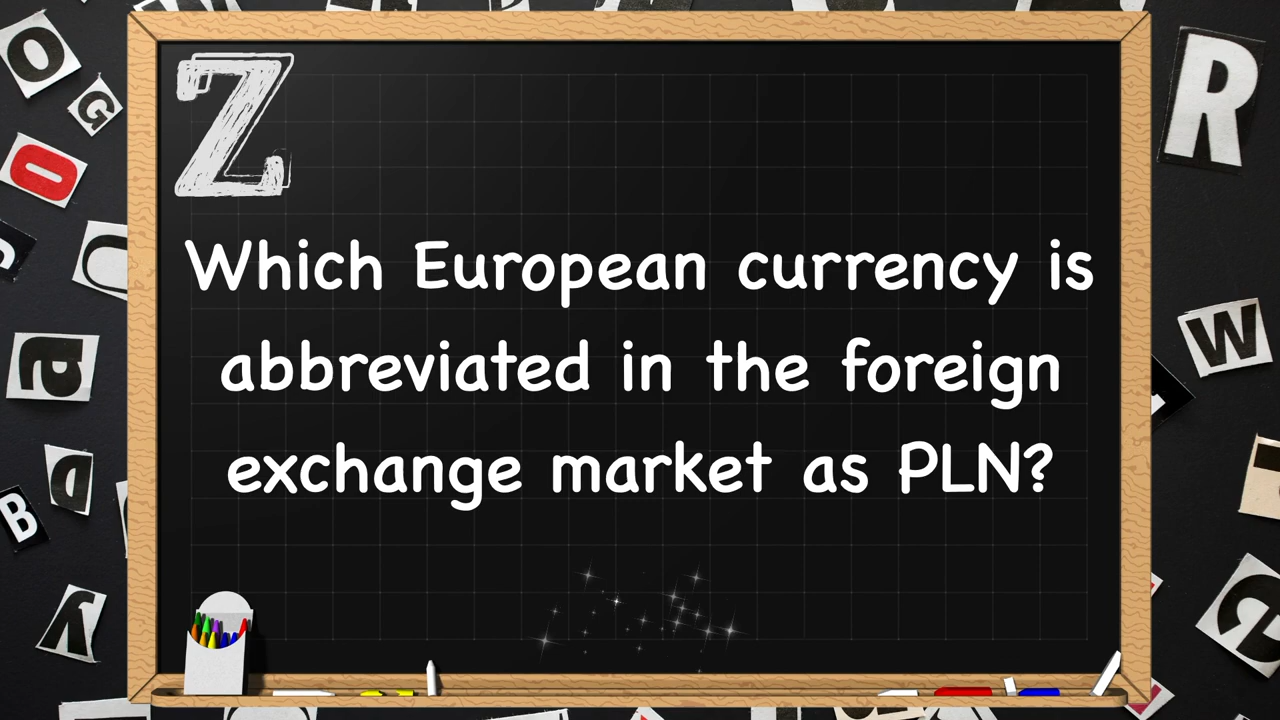 Z
Which European currency is
abbreviated in the foreign
exchange market as PLN?
O
G
O
a
D
B
y
R
W
G